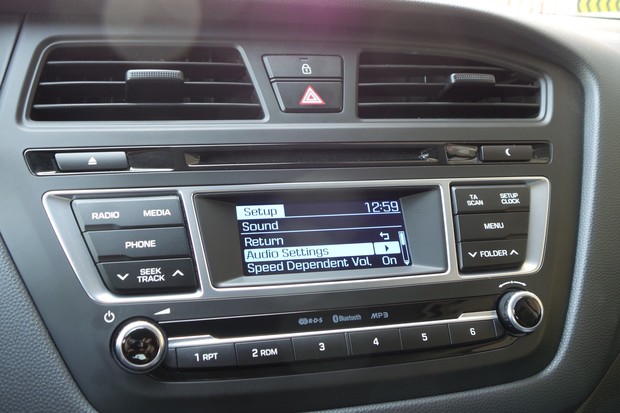 TA
SCAN
SETUP
CLOCK
RADIO
MEDIA
PHONE
MENU
SEEK
TRACK
FOLDER
Setup
12:59
Sound
Return
Audio Settings
Speed Dependent Vol.
On
R·D·S
Bluetooth
MP3
1 RPT
2 RDM
3
4
5
6